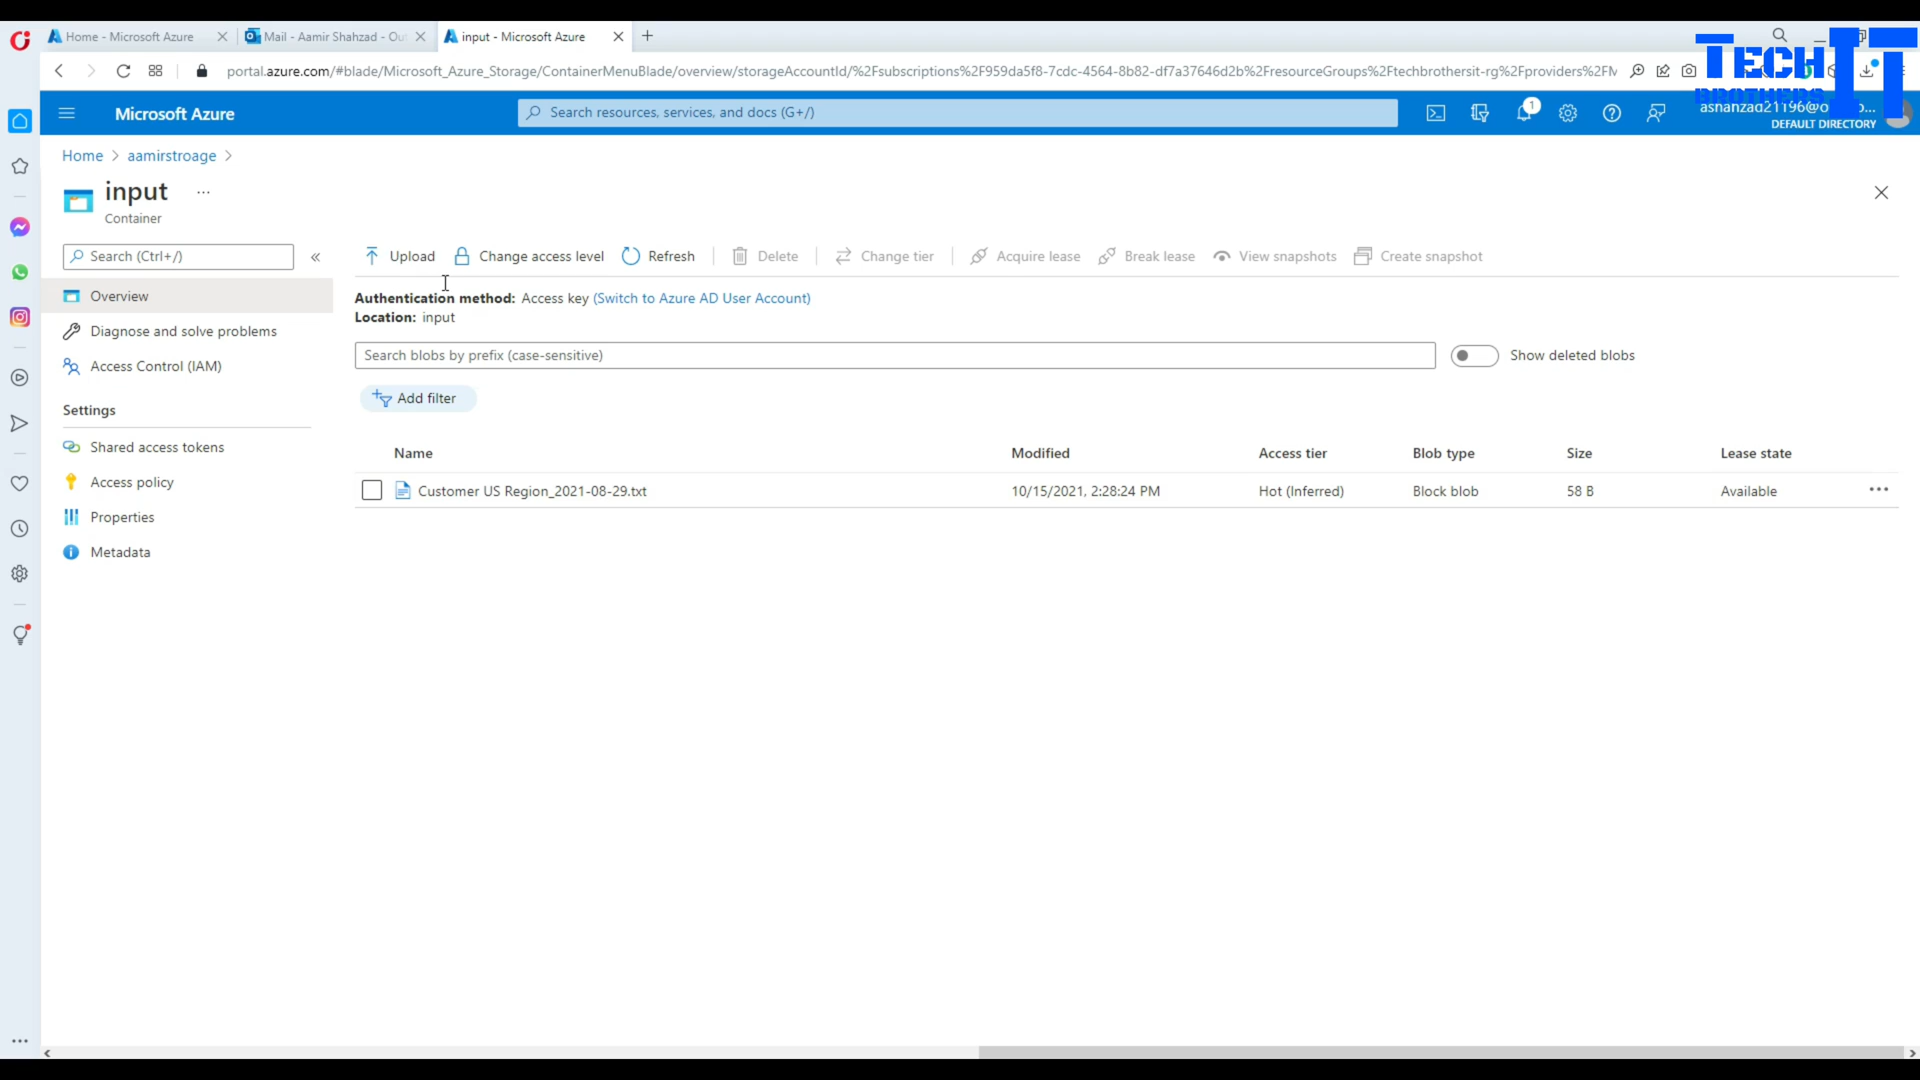 Home - Microsoft Azure
Mail - Aamir Shahzad - Ou
input - Microsoft Azure
portal.azure.com/#blade/Microsoft_Azure_Storage/ContainerMenuBlade/overview/storageAccountId/%2Fsubscriptions%2F959da5f8-7cdc-4564-8b82-df7a37646d2b%2FresourceGroups%2Ftechbrothersit-rg%2Fproviders%2FM
TECH IT
BROTHERS
Microsoft Azure
Search resources, services, and docs (G+/)
1
ashahzad21196@o...
DEFAULT DIRECTORY
Home > aamirstroage >
input ...
Container
Search (Ctrl+/)
«
Overview
Diagnose and solve problems
Access Control (IAM)
Settings
Shared access tokens
Access policy
Properties
Metadata
Upload Change access level Refresh Delete Change tier Acquire lease Break lease View snapshots Create snapshot
Authentication method: Access key (Switch to Azure AD User Account)
Location: input
Search blobs by prefix (case-sensitive)
Show deleted blobs
Add filter
Name Modified Access tier Blob type Size Lease state
Customer US Region_2021-08-29.txt 10/15/2021, 2:28:24 PM Hot (Inferred) Block blob 58 B Available ...